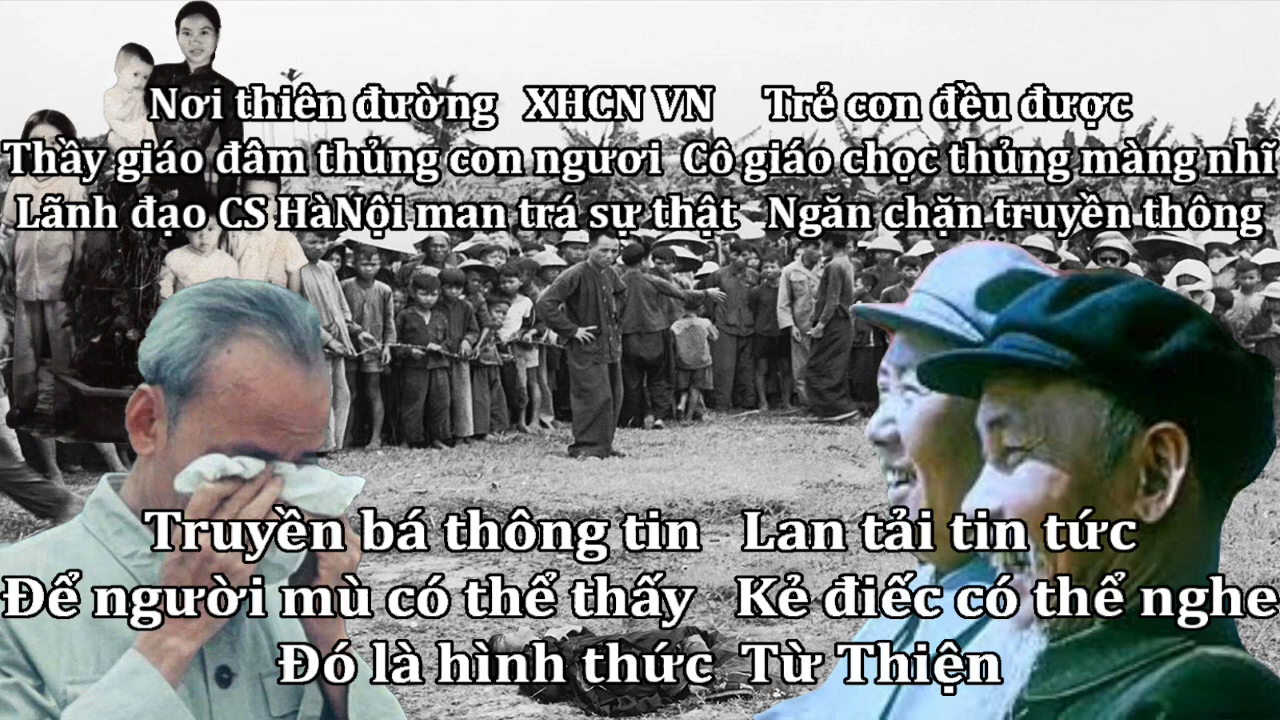 Nơi thiên đường XHCN VN Trẻ con đều được
Thầy giáo đâm thủng con ngươi Cô giáo chọc thủng màng nhĩ
Lãnh đạo CS HàNội man trá sự thật Ngăn chặn truyền thông
Truyền bá thông tin Lan tải tin tức
Để người mù có thể thấy Kẻ điếc có thể nghe
Đó là hình thức Từ Thiện